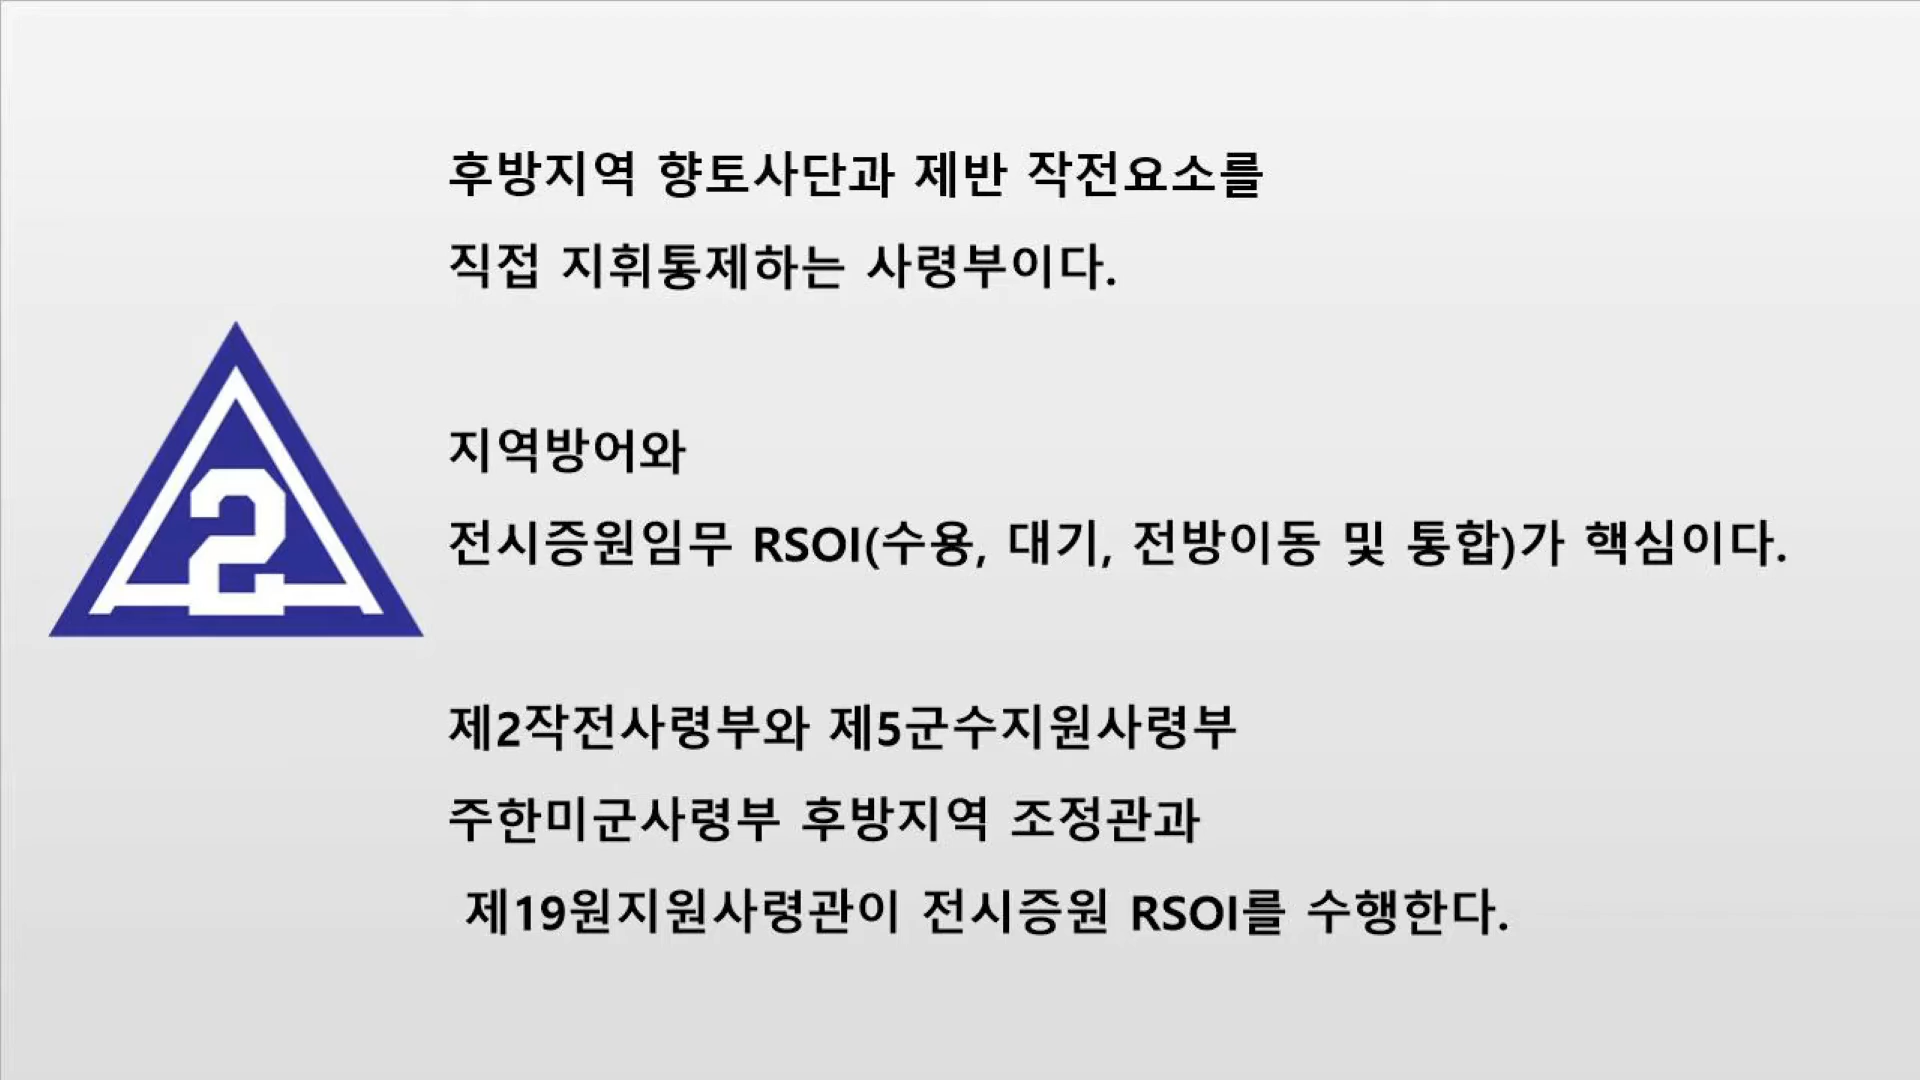 후방지역 향토사단과 제반 작전요소를
직접 지휘통제하는 사령부이다.
지역방어와
전시증원임무 RSOI(수용, 대기, 전방이동 및 통합)가 핵심이다.
2
제2작전사령부와 제5군수지원사령부
주한미군사령부 후방지역 조정관과
제19원지원사령관이 전시증원 RSOI를 수행한다.